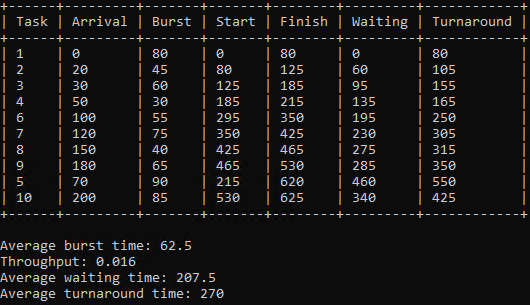 +------+---------+-------+-------+--------+---------+------------+
| Task | Arrival | Burst | Start | Finish | Waiting | Turnaround |
+------+---------+-------+-------+--------+---------+------------+
| 1 | 0 | 80 | 0 | 80 | 0 | 80 |
| 2 | 20 | 45 | 80 | 125 | 60 | 105 |
| 3 | 30 | 60 | 125 | 185 | 95 | 155 |
| 4 | 50 | 30 | 185 | 215 | 135 | 165 |
| 6 | 100 | 55 | 295 | 350 | 195 | 250 |
| 7 | 120 | 75 | 350 | 425 | 230 | 305 |
| 8 | 150 | 40 | 425 | 465 | 275 | 315 |
| 9 | 180 | 65 | 465 | 530 | 285 | 350 |
| 5 | 70 | 90 | 215 | 620 | 460 | 550 |
| 10 | 200 | 85 | 530 | 625 | 340 | 425 |
+------+---------+-------+-------+--------+---------+------------+
Average burst time: 62.5
Throughput: 0.016
Average waiting time: 207.5
Average turnaround time: 270